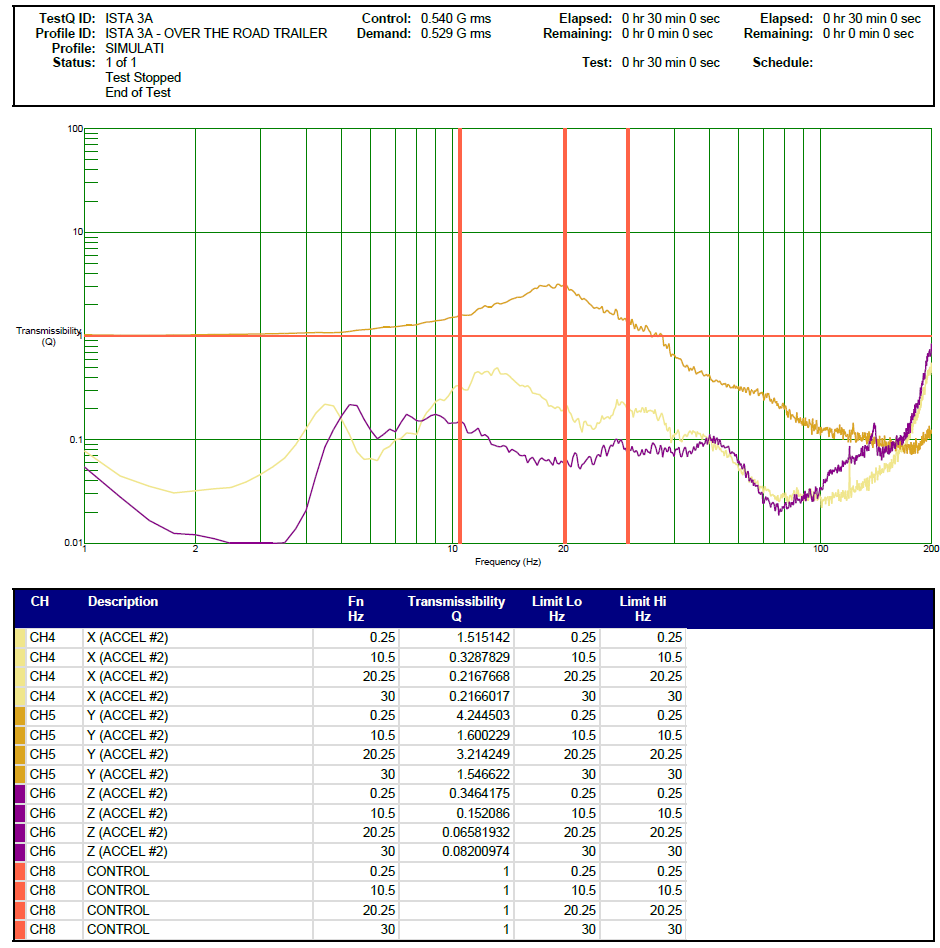 TestQ ID: ISTA 3A Control: 0.540 G rms Elapsed: 0 hr 30 min 0 sec Elapsed: 0 hr 30 min 0 sec
Profile ID: ISTA 3A - OVER THE ROAD TRAILER Demand: 0.529 G rms Remaining: 0 hr 0 min 0 sec Remaining: 0 hr 0 min 0 sec
Profile: SIMULATI
Status: 1 of 1 Test: 0 hr 30 min 0 sec Schedule:
Test Stopped
End of Test
100
10
Transmissibility
(Q)
1
0.1
0.01
1 2 10 20 100 200
Frequency (Hz)
CH Description Fn Transmissibility Limit Lo Limit Hi
Hz Q Hz Hz
CH4 X (ACCEL #2) 0.25 1.515142 0.25 0.25
CH4 X (ACCEL #2) 10.5 0.3287829 10.5 10.5
CH4 X (ACCEL #2) 20.25 0.2167668 20.25 20.25
CH4 X (ACCEL #2) 30 0.2166017 30 30
CH5 Y (ACCEL #2) 0.25 4.244503 0.25 0.25
CH5 Y (ACCEL #2) 10.5 1.600229 10.5 10.5
CH5 Y (ACCEL #2) 20.25 3.214249 20.25 20.25
CH5 Y (ACCEL #2) 30 1.546622 30 30
CH6 Z (ACCEL #2) 0.25 0.3464175 0.25 0.25
CH6 Z (ACCEL #2) 10.5 0.152086 10.5 10.5
CH6 Z (ACCEL #2) 20.25 0.06581932 20.25 20.25
CH6 Z (ACCEL #2) 30 0.08200974 30 30
CH8 CONTROL 0.25 1 0.25 0.25
CH8 CONTROL 10.5 1 10.5 10.5
CH8 CONTROL 20.25 1 20.25 20.25
CH8 CONTROL 30 1 30 30